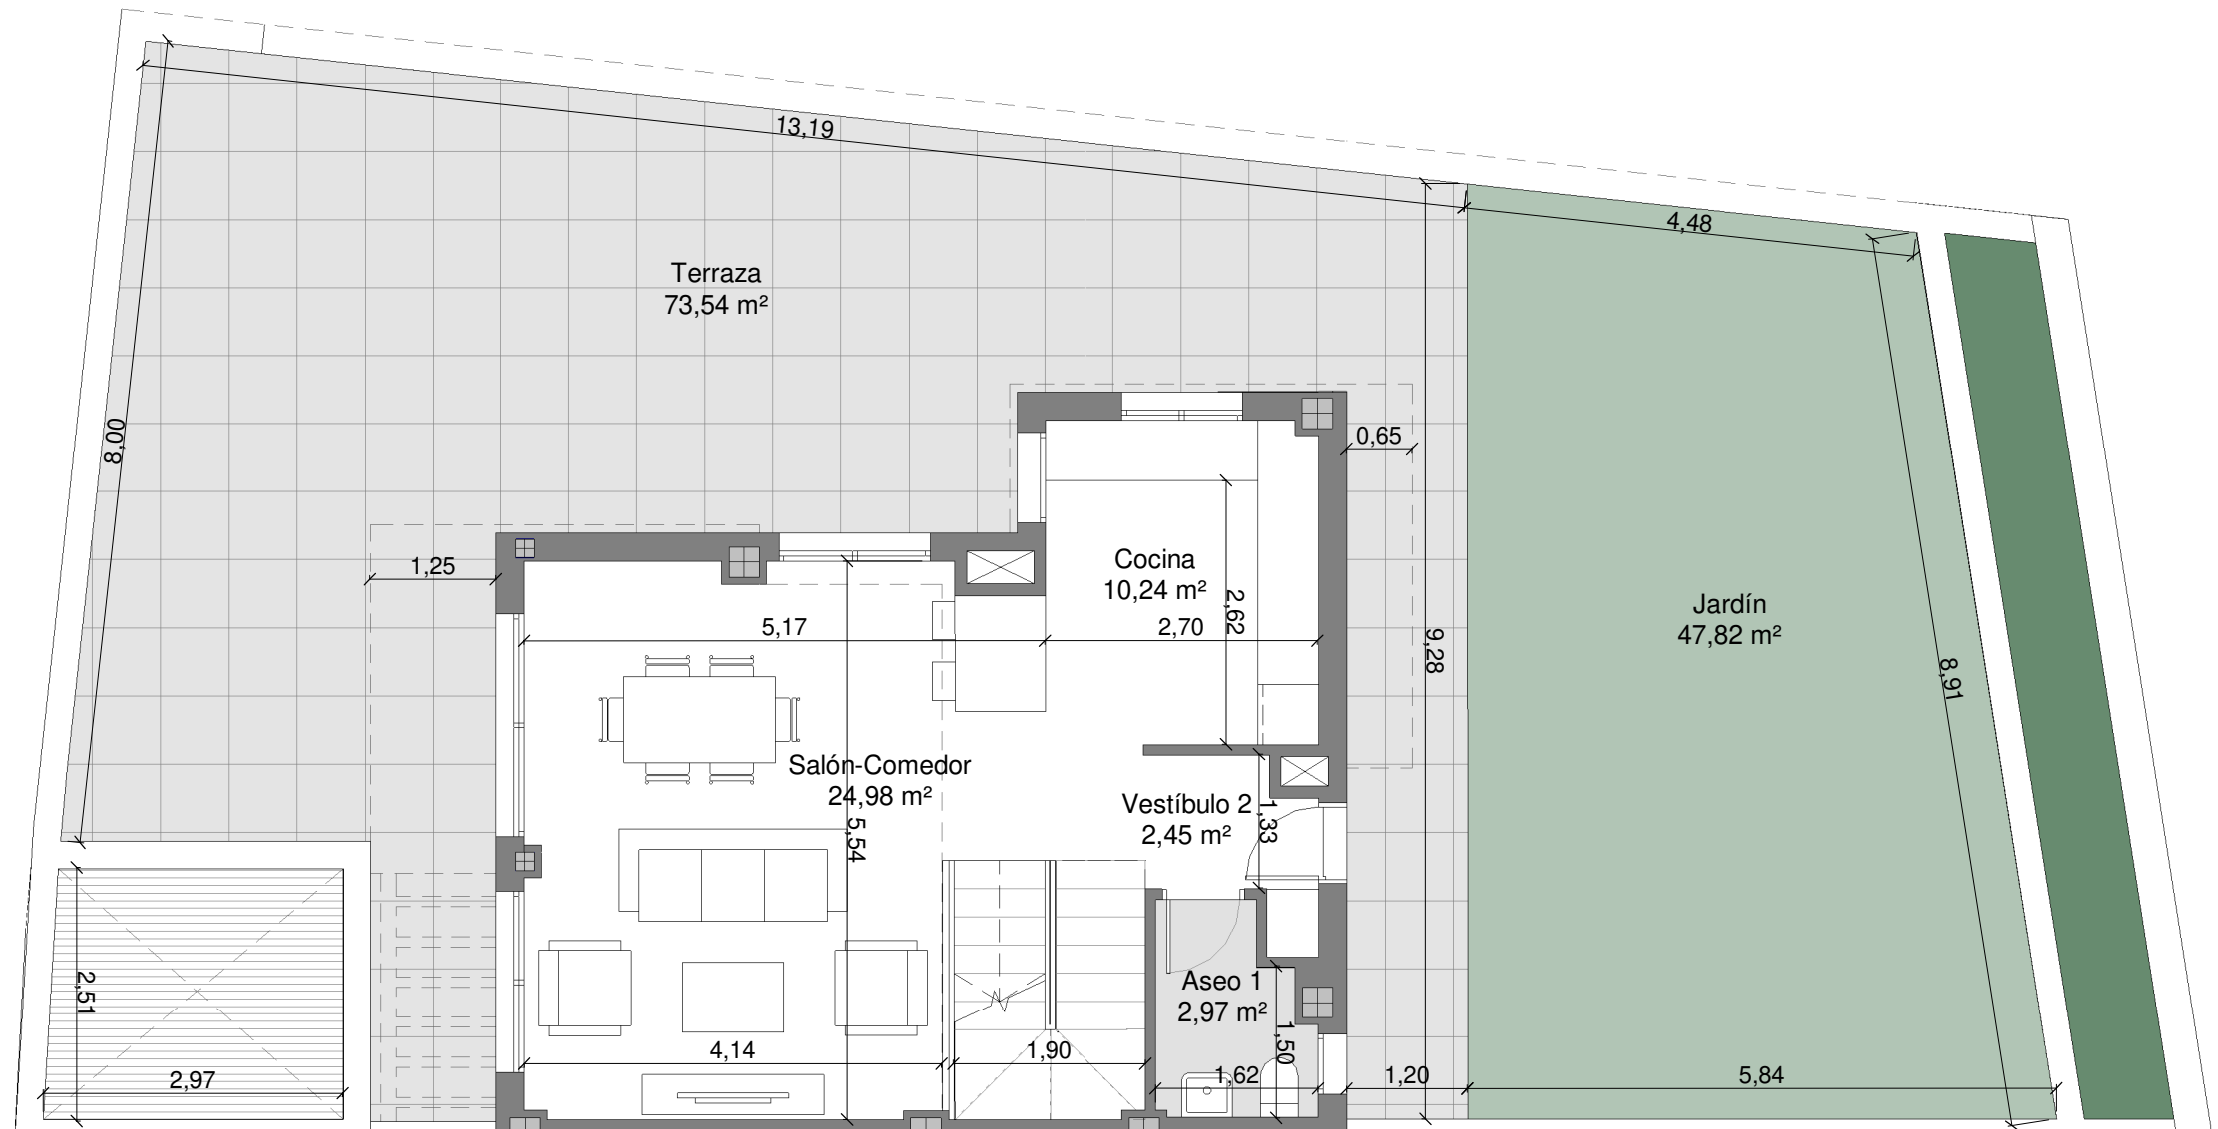 13,19
4,48
Terraza
73,54 m²
8,00
0,65
1,25
Cocina
10,24 m²
2,62
5,17
2,70
Jardín
47,82 m²
9,28
8,91
Salón-Comedor
24,98 m²
5,54
Vestíbulo 2
2,45 m²
1,33
2,51
Aseo 1
2,97 m²
1,50
4,14
1,90
2,97
1,62
1,20
5,84